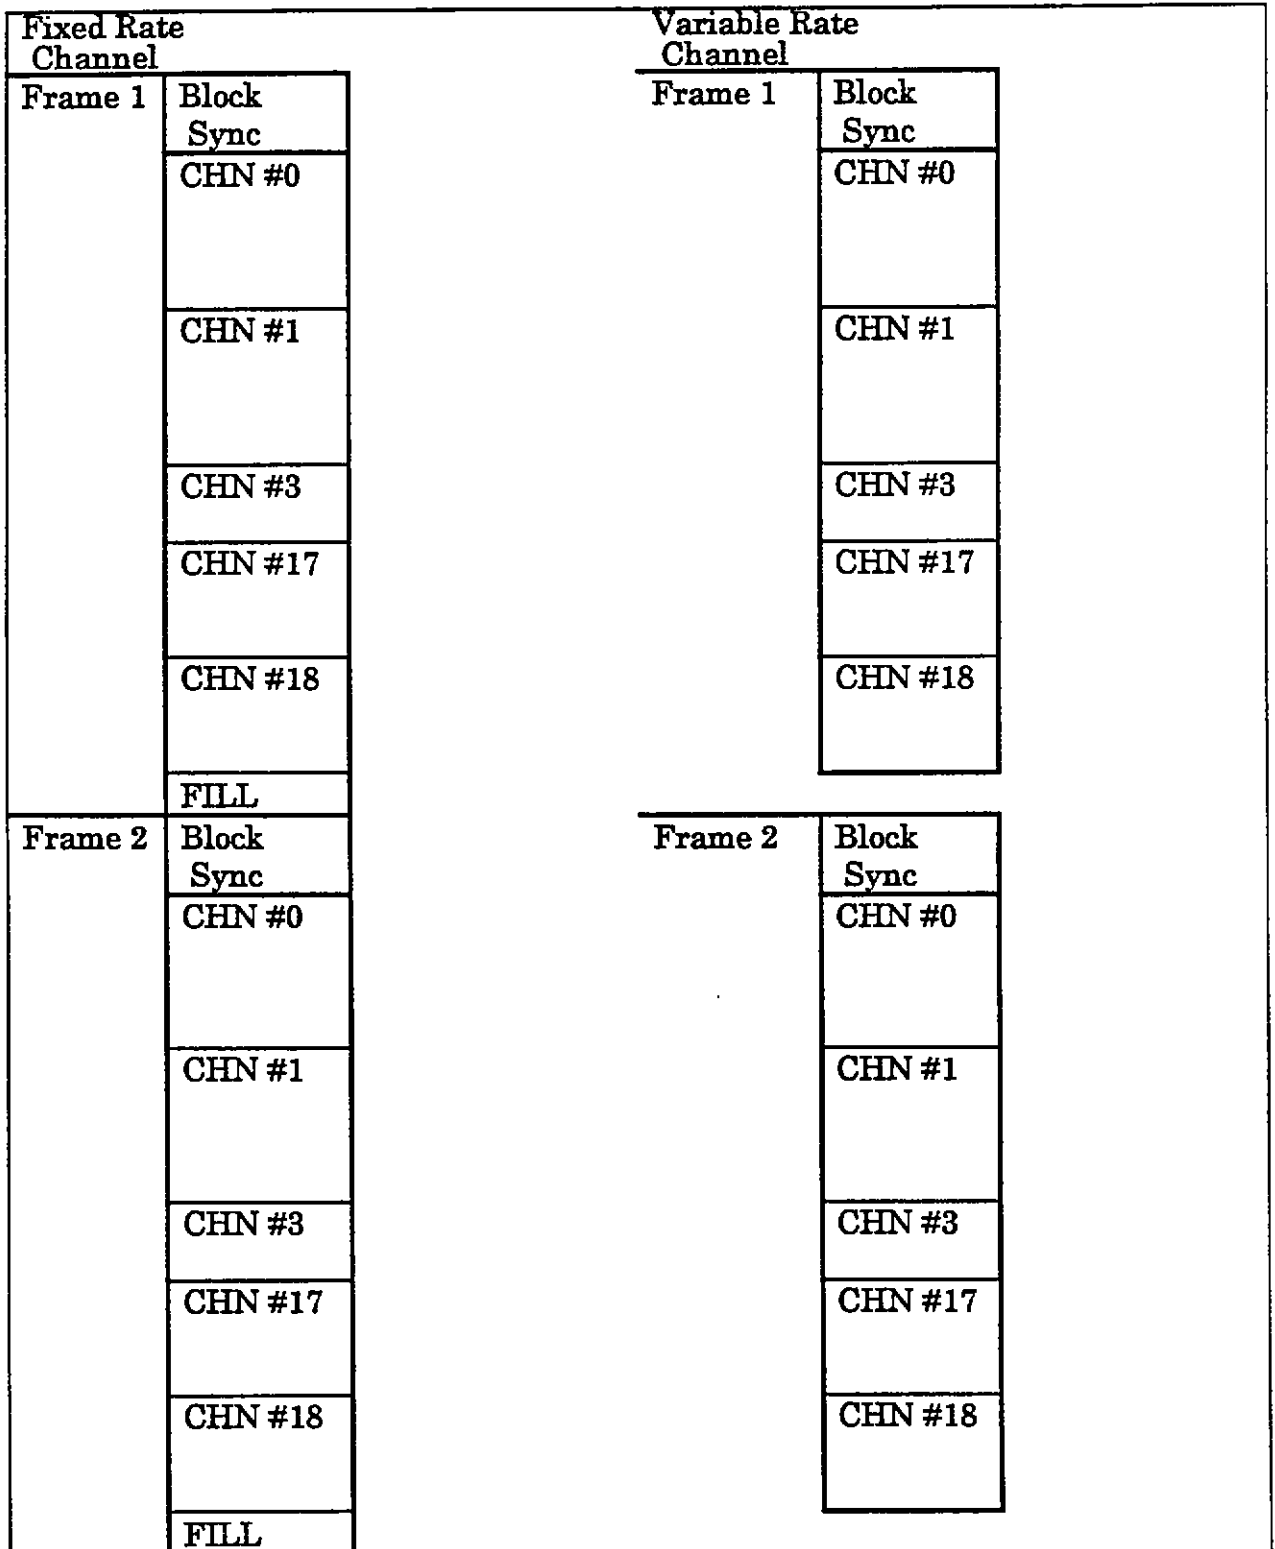 Fixed Rate
Channel
Frame 1
Block
Sync
CHN #0
CHN #1
CHN #3
CHN #17
CHN #18
FILL
Frame 2
Block
Sync
CHN #0
CHN #1
CHN #3
CHN #17
CHN #18
FILL
Variable Rate
Channel
Frame 1
Block
Sync
CHN #0
CHN #1
CHN #3
CHN #17
CHN #18
Frame 2
Block
Sync
CHN #0
CHN #1
CHN #3
CHN #17
CHN #18